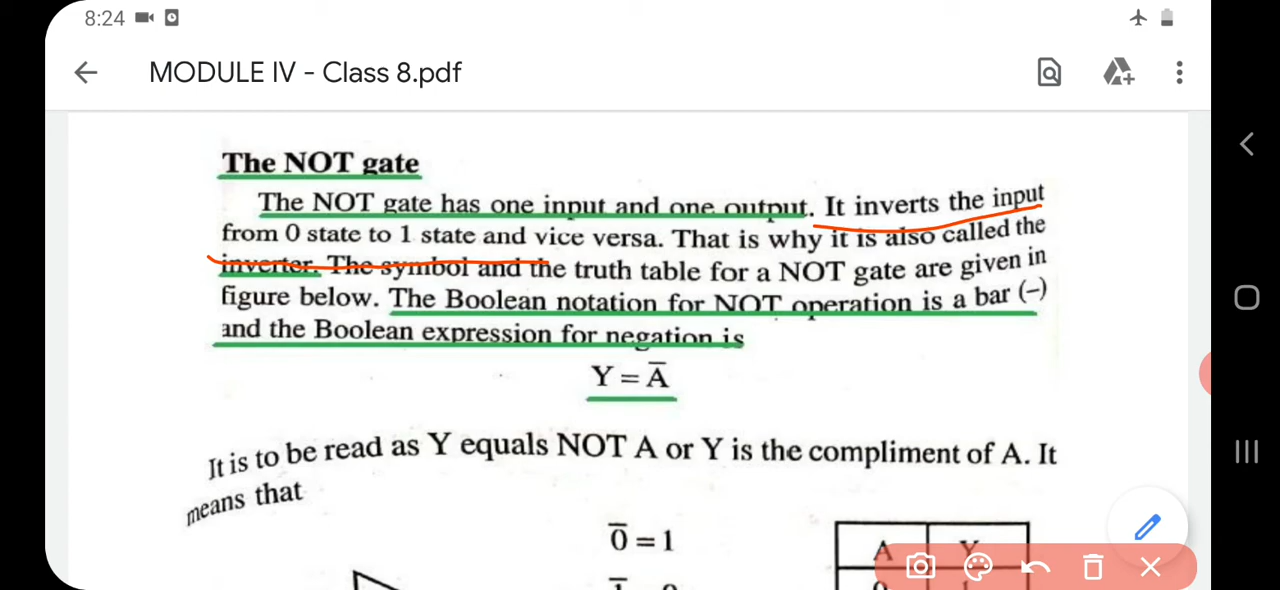 8:24
MODULE IV - Class 8.pdf
The NOT gate
The NOT gate has one input and one output. It inverts the input
from 0 state to 1 state and vice versa. That is why it is also called the
inverter. The symbol and the truth table for a NOT gate are given in
figure below. The Boolean notation for NOT operation is a bar (–)
and the Boolean expression for negation is
Y = A̅
It is to be read as Y equals NOT A or Y is the compliment of A. It
means that
0̅ = 1
A Y